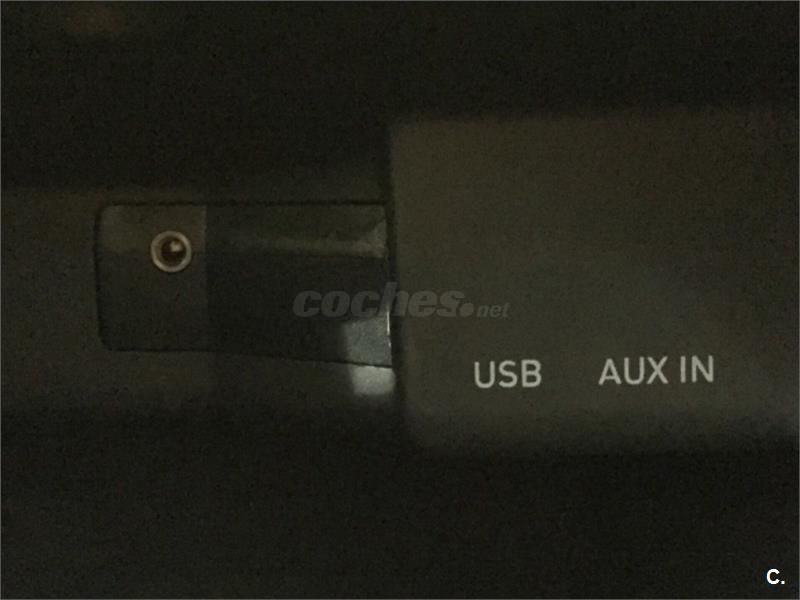 coches.net
USB AUX IN
C.